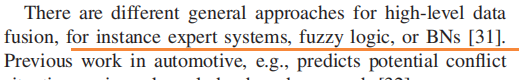 There are different general approaches for high-level data
fusion, for instance expert systems, fuzzy logic, or BNs [31].
Previous work in automotive, e.g., predicts potential conflict